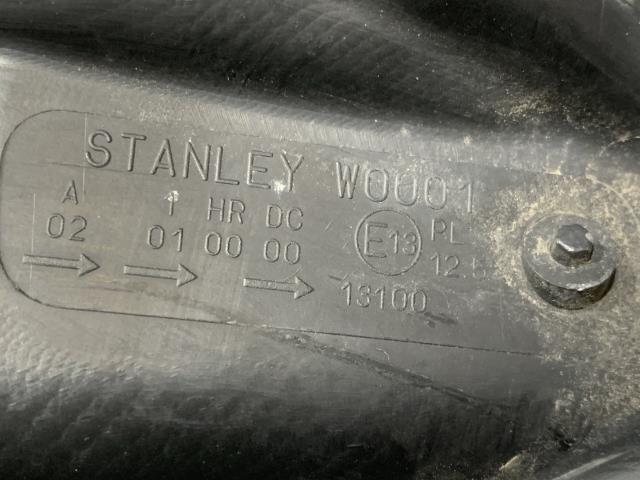 STANLEY W0001
A 1 HR DC PL
02 01 00 00 E13 12.5
→ → → 13100